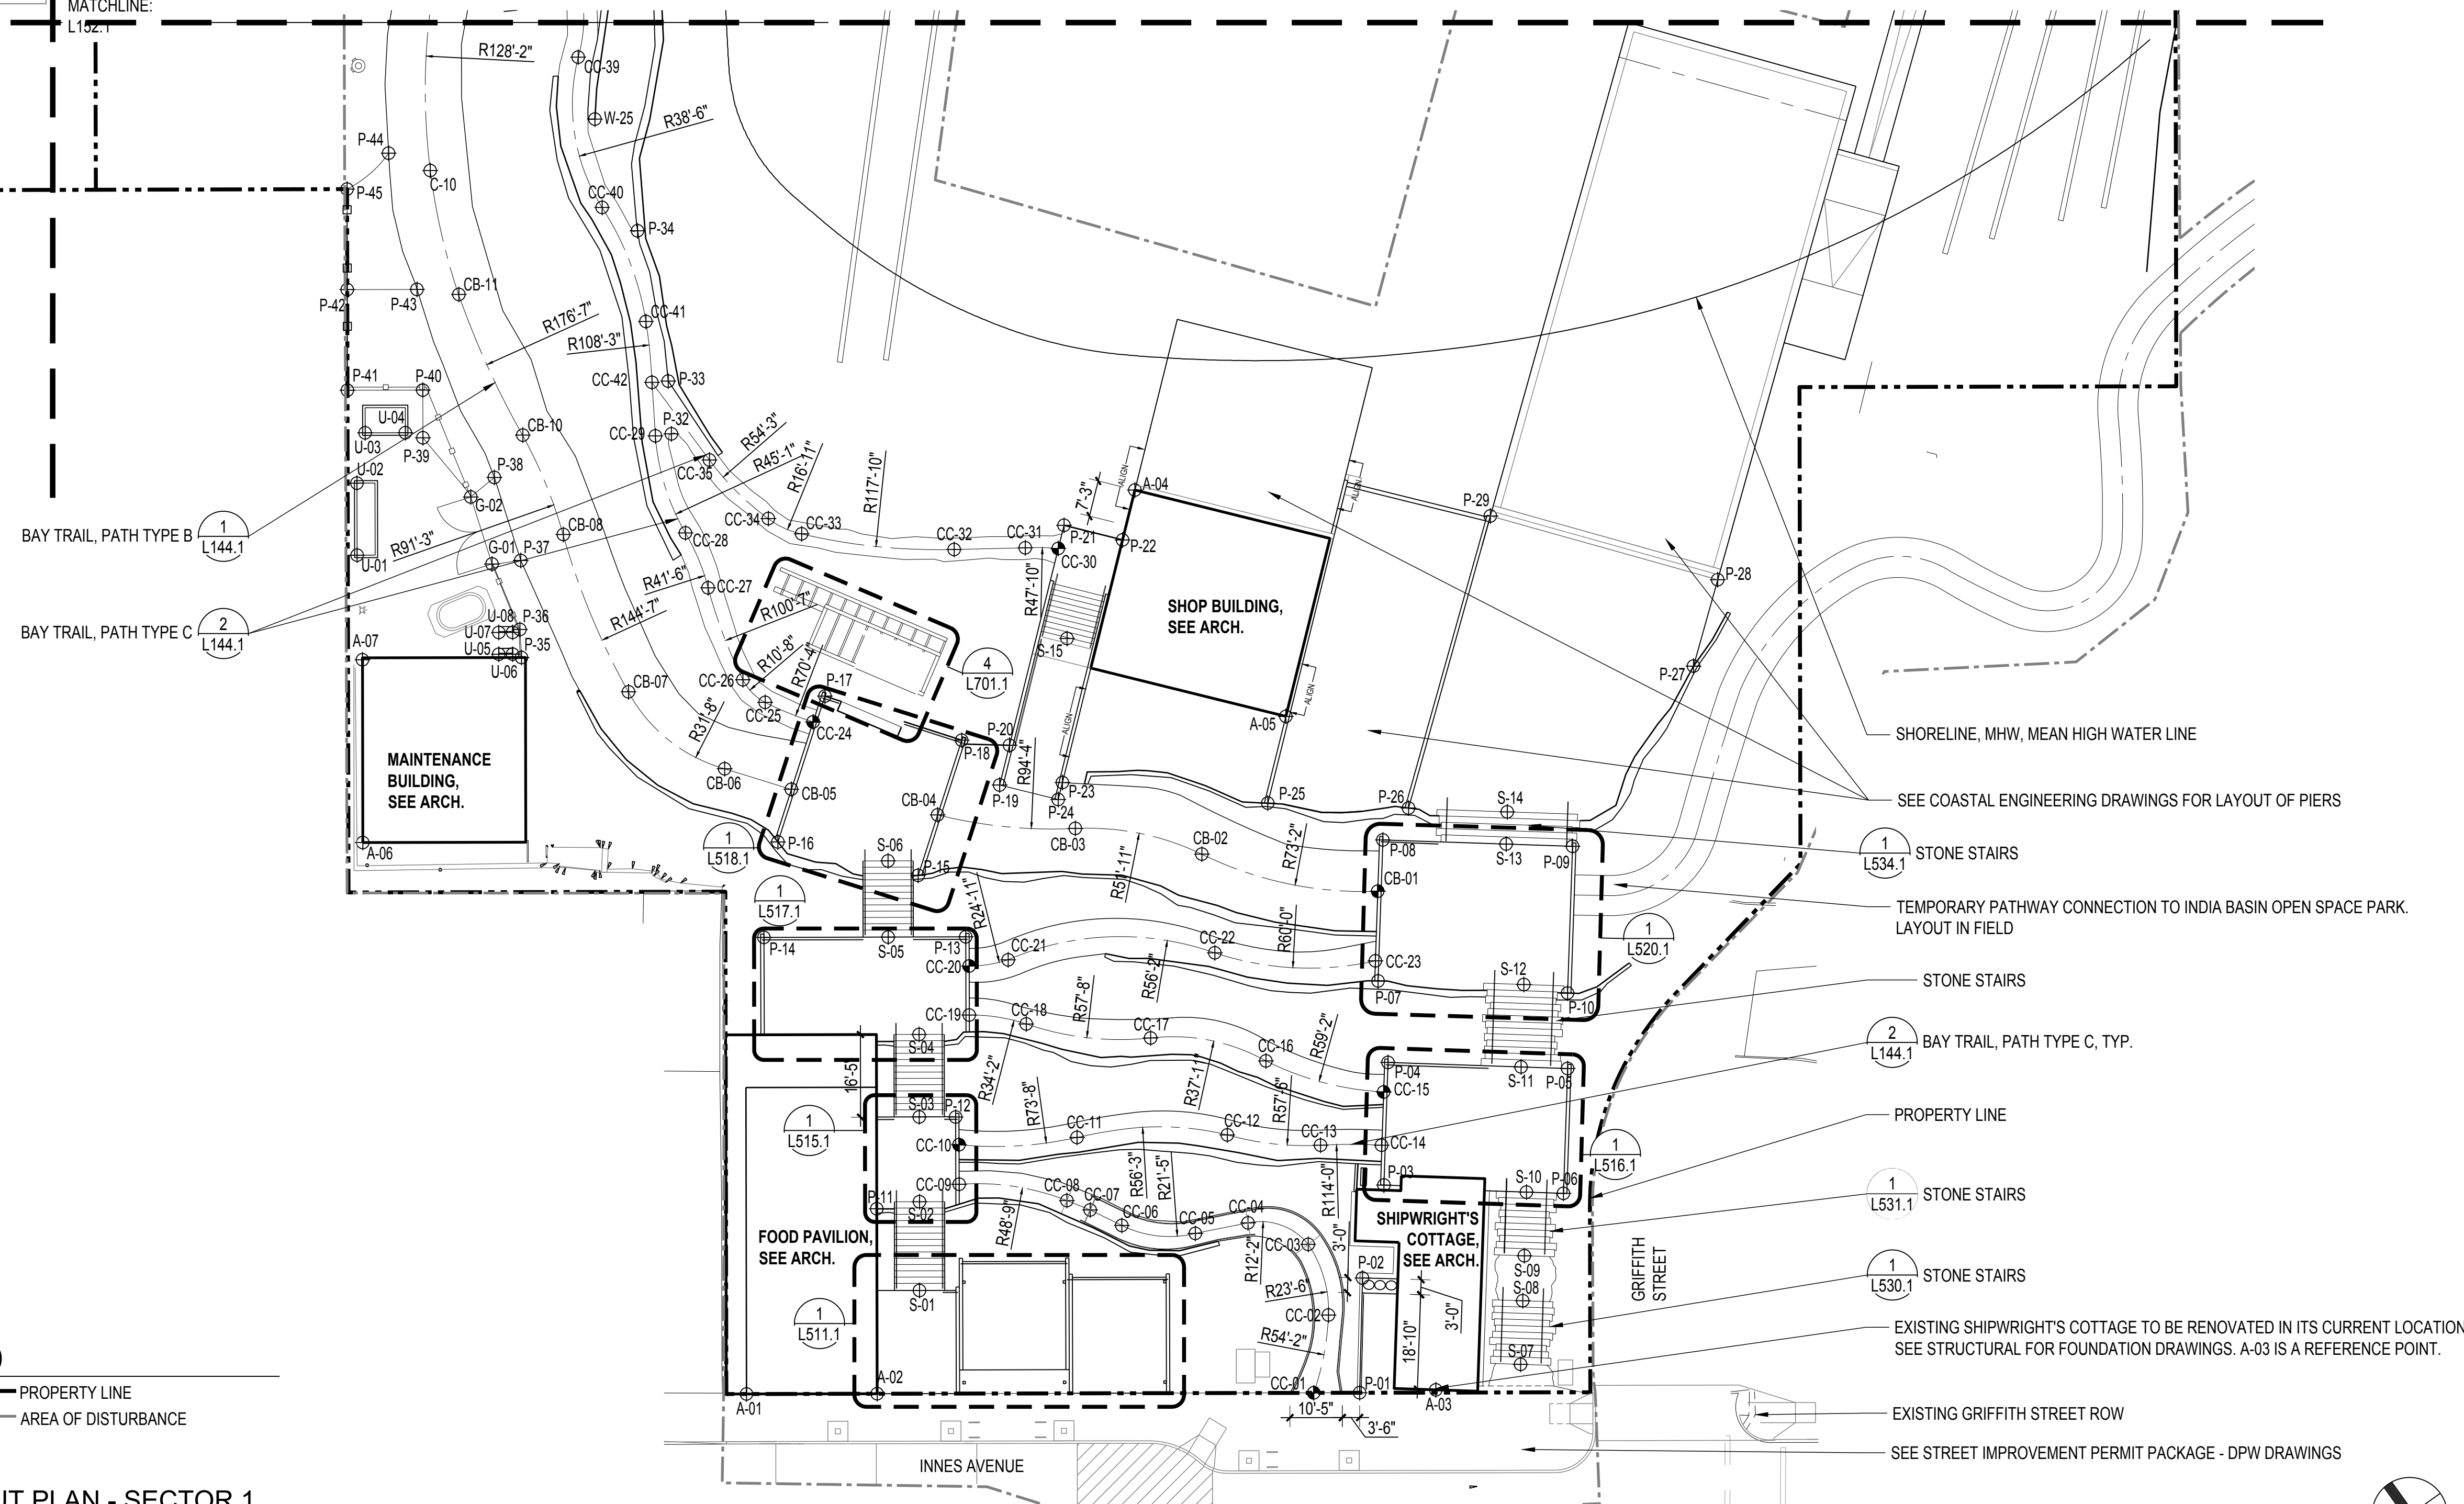 MATCHLINE:
L152.1
R128'-2"
CC-39
W-25
R38'-6"
P-44
P-45
C-10
CC-40
P-34
P-42
P-43
CB-11
R176'-7"
CC-41
R108'-3"
P-41
P-40
CC-42
P-33
U-04
U-03
P-39
CB-10
CC-29
P-32
R54'-3"
CC-35
R45'-1"
R16'-11"
R117'-10"
U-02
P-38
G-02
7'-3"
ALIGN
A-04
ALIGN
P-29
BAY TRAIL, PATH TYPE B
1
L144.1
R91'-3"
CB-08
CC-34
CC-33
CC-28
CC-32
CC-31
P-21
P-22
CC-30
U-01
G-01
P-37
R41'-6"
CC-27
R47'-10"
P-28
R100'-7"
R144'-7"
SHOP BUILDING,
SEE ARCH.
BAY TRAIL, PATH TYPE C
2
L144.1
U-08
P-36
U-07
U-05
P-35
U-06
A-07
R10'-8"
R70'-4"
4
L701.1
S-15
P-27
CC-26
P-17
CB-07
CC-25
CC-24
R31'-8"
P-20
P-18
ALIGN
ALIGN
A-05
SHORELINE, MHW, MEAN HIGH WATER LINE
MAINTENANCE
BUILDING,
SEE ARCH.
CB-06
CB-05
CB-04
R94'-4"
P-19
P-23
P-24
P-25
P-26
S-14
SEE COASTAL ENGINEERING DRAWINGS FOR LAYOUT OF PIERS
A-06
1
L518.1
P-16
S-06
P-15
CB-03
CB-02
R51'-11"
R73'-2"
P-08
S-13
P-09
1
L534.1
STONE STAIRS
CB-01
1
L517.1
R24'-11"
TEMPORARY PATHWAY CONNECTION TO INDIA BASIN OPEN SPACE PARK.
LAYOUT IN FIELD
P-14
S-05
P-13
CC-20
CC-21
CC-22
R60'-0"
R56'-2"
CC-23
P-07
S-12
P-10
1
L520.1
STONE STAIRS
CC-19
CC-18
R57'-8"
CC-17
CC-16
R59'-2"
2
L144.1
BAY TRAIL, PATH TYPE C, TYP.
S-04
16'-5"
R34'-2"
R37'-11"
P-04
CC-15
S-11
P-05
S-03
P-12
R73'-8"
R57'-6"
PROPERTY LINE
1
L515.1
CC-10
CC-11
CC-12
CC-13
CC-14
1
L516.1
R56'-3"
R21'-5"
R114'-0"
P-03
S-10
P-06
CC-09
CC-08
CC-07
P-11
S-02
R48'-9"
CC-06
CC-05
CC-04
1
L531.1
STONE STAIRS
FOOD PAVILION,
SEE ARCH.
CC-03
R12'-2"
3'-0"
SHIPWRIGHT'S
COTTAGE,
SEE ARCH.
P-02
S-09
GRIFFITH
STREET
1
L530.1
STONE STAIRS
S-01
R23'-6"
S-08
1
L511.1
CC-02
3'-0"
R54'-2"
18'-10"
S-07
EXISTING SHIPWRIGHT'S COTTAGE TO BE RENOVATED IN ITS CURRENT LOCATION
SEE STRUCTURAL FOR FOUNDATION DRAWINGS. A-03 IS A REFERENCE POINT.
PROPERTY LINE
A-01
A-02
CC-01
P-01
A-03
10'-5"
3'-6"
AREA OF DISTURBANCE
EXISTING GRIFFITH STREET ROW
SEE STREET IMPROVEMENT PERMIT PACKAGE - DPW DRAWINGS
INNES AVENUE
PLAN - SECTOR 1